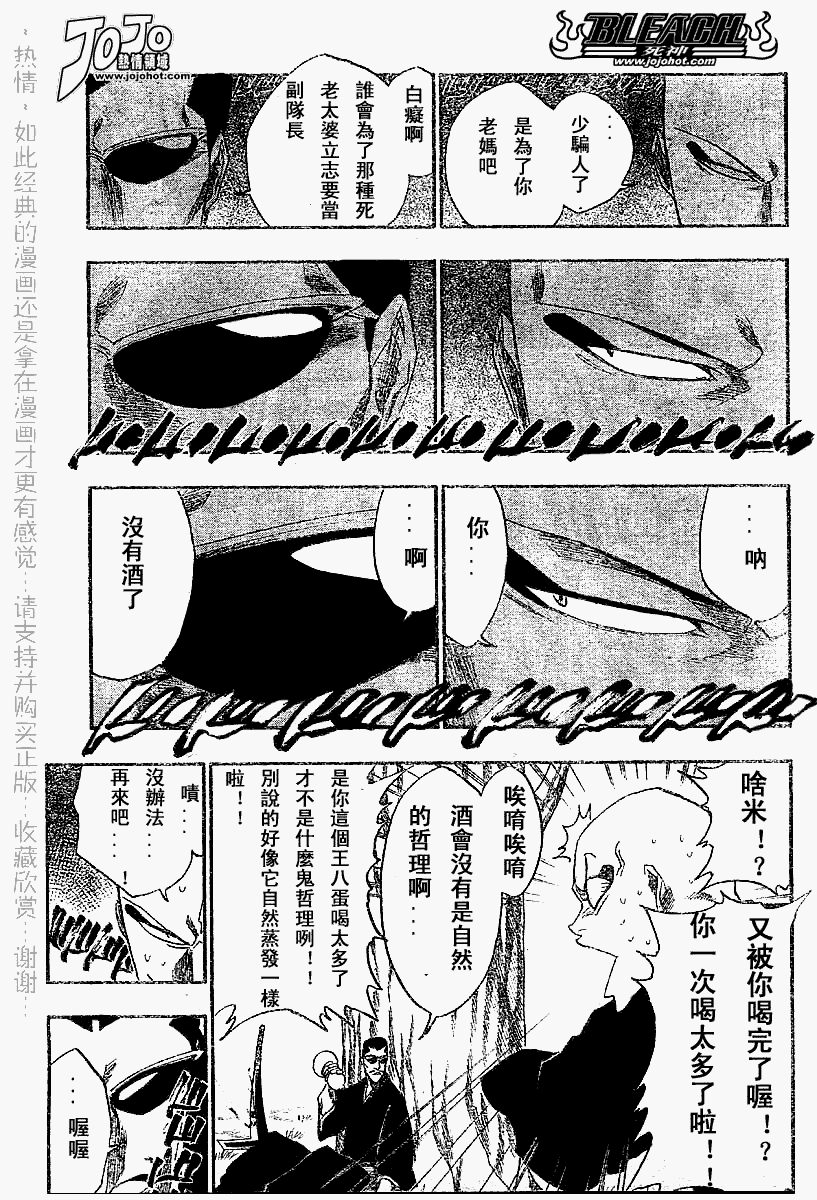 JOJO
熱情領域
www.jojohot.com
BLEACH
死神
www.jojohot.com
~热情~如此经典的漫画还是拿在漫画才更有感觉...请支持并购买正版...收藏欣赏...谢谢...
少騙人了..
是為了你
老媽吧
白癡啊
誰會為了那種死
老太婆立志要當
副隊長
....吶
你...
....啊
沒有酒了
啥米!?
又被你喝完了喔!?
你一次喝太多了啦!!
唉唷唉唷
酒會沒有是自然
的哲理啊....
是你這個王八蛋喝太多了
才不是什麼鬼哲理咧!!
別說的好像它自然蒸發一樣
啦!!
嘖...
沒辦法...
再來吧...!
...喔喔